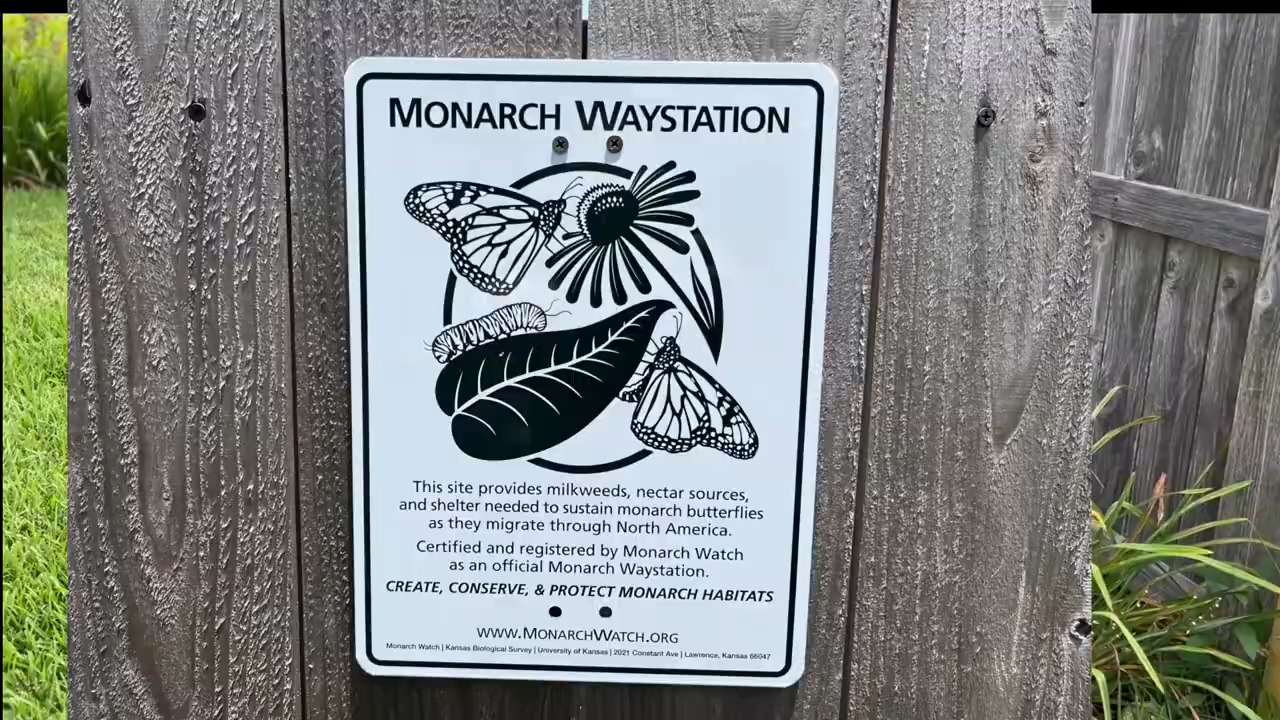 MONARCH WAYSTATION
This site provides milkweeds, nectar sources,
and shelter needed to sustain monarch butterflies
as they migrate through North America.
Certified and registered by Monarch Watch
as an official Monarch Waystation.
CREATE, CONSERVE, & PROTECT MONARCH HABITATS
WWW.MONARCHWATCH.ORG
Monarch Watch | Kansas Biological Survey | University of Kansas | 2021 Constant Ave | Lawrence, Kansas 66047